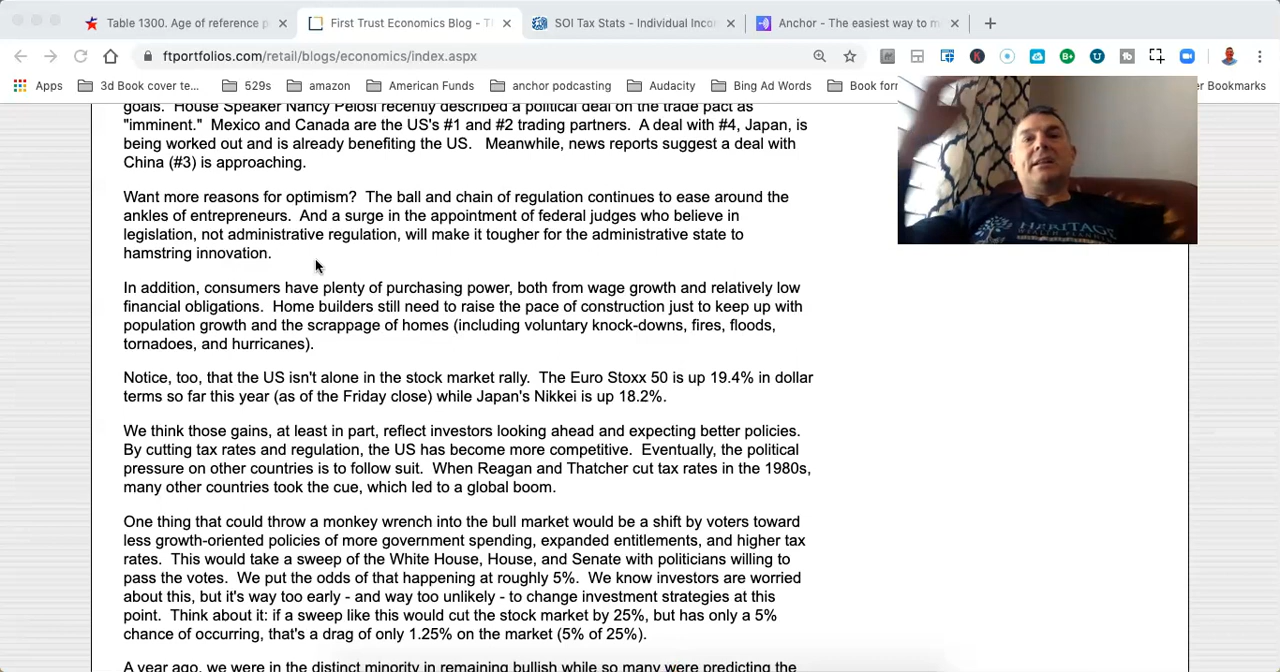 Table 1300. Age of reference p
First Trust Economics Blog - Th
SOI Tax Stats - Individual Incom
Anchor - The easiest way to m
ftportfolios.com/retail/blogs/economics/index.aspx
Apps
3d Book cover te...
529s
amazon
American Funds
anchor podcasting
Audacity
Bing Ad Words
Book for
er Bookmarks
HERITAGE
goals. House Speaker Nancy Pelosi recently described a political deal on the trade pact as
"imminent." Mexico and Canada are the US's #1 and #2 trading partners. A deal with #4, Japan, is
being worked out and is already benefiting the US. Meanwhile, news reports suggest a deal with
China (#3) is approaching.
Want more reasons for optimism? The ball and chain of regulation continues to ease around the
ankles of entrepreneurs. And a surge in the appointment of federal judges who believe in
legislation, not administrative regulation, will make it tougher for the administrative state to
hamstring innovation.
In addition, consumers have plenty of purchasing power, both from wage growth and relatively low
financial obligations. Home builders still need to raise the pace of construction just to keep up with
population growth and the scrappage of homes (including voluntary knock-downs, fires, floods,
tornadoes, and hurricanes).
Notice, too, that the US isn't alone in the stock market rally. The Euro Stoxx 50 is up 19.4% in dollar
terms so far this year (as of the Friday close) while Japan's Nikkei is up 18.2%.
We think those gains, at least in part, reflect investors looking ahead and expecting better policies.
By cutting tax rates and regulation, the US has become more competitive. Eventually, the political
pressure on other countries is to follow suit. When Reagan and Thatcher cut tax rates in the 1980s,
many other countries took the cue, which led to a global boom.
One thing that could throw a monkey wrench into the bull market would be a shift by voters toward
less growth-oriented policies of more government spending, expanded entitlements, and higher tax
rates. This would take a sweep of the White House, House, and Senate with politicians willing to
pass the votes. We put the odds of that happening at roughly 5%. We know investors are worried
about this, but it's way too early - and way too unlikely - to change investment strategies at this
point. Think about it: if a sweep like this would cut the stock market by 25%, but has only a 5%
chance of occurring, that's a drag of only 1.25% on the market (5% of 25%).
A year ago, we were in the distinct minority in remaining bullish while so many were predicting the